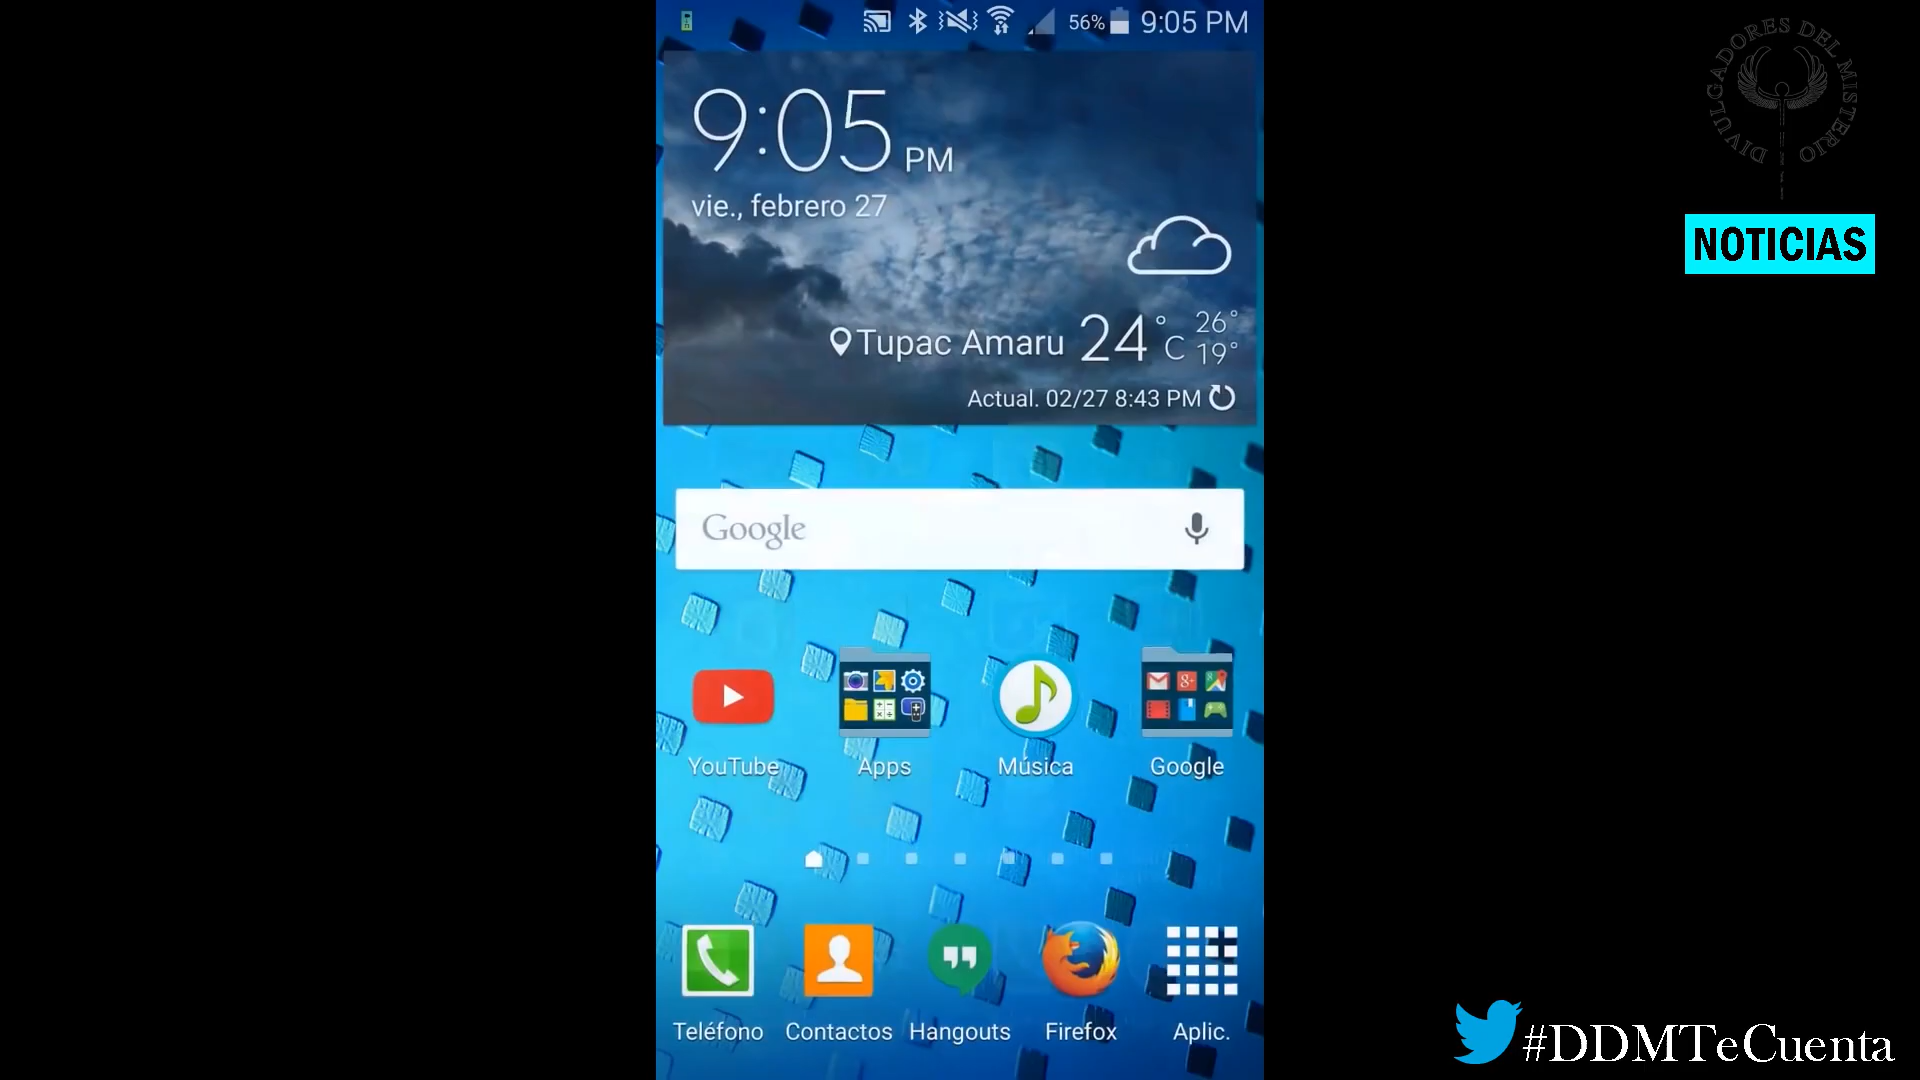 56% 9:05 PM
9:05 PM
vie., febrero 27
Tupac Amaru 24°C 26°
19°
Actual. 02/27 8:43 PM
Google
YouTube Apps Música Google
Teléfono Contactos Hangouts Firefox Aplic.
DIVULGADORES DEL MISTERIO
NOTICIAS
#DDMTeCuenta